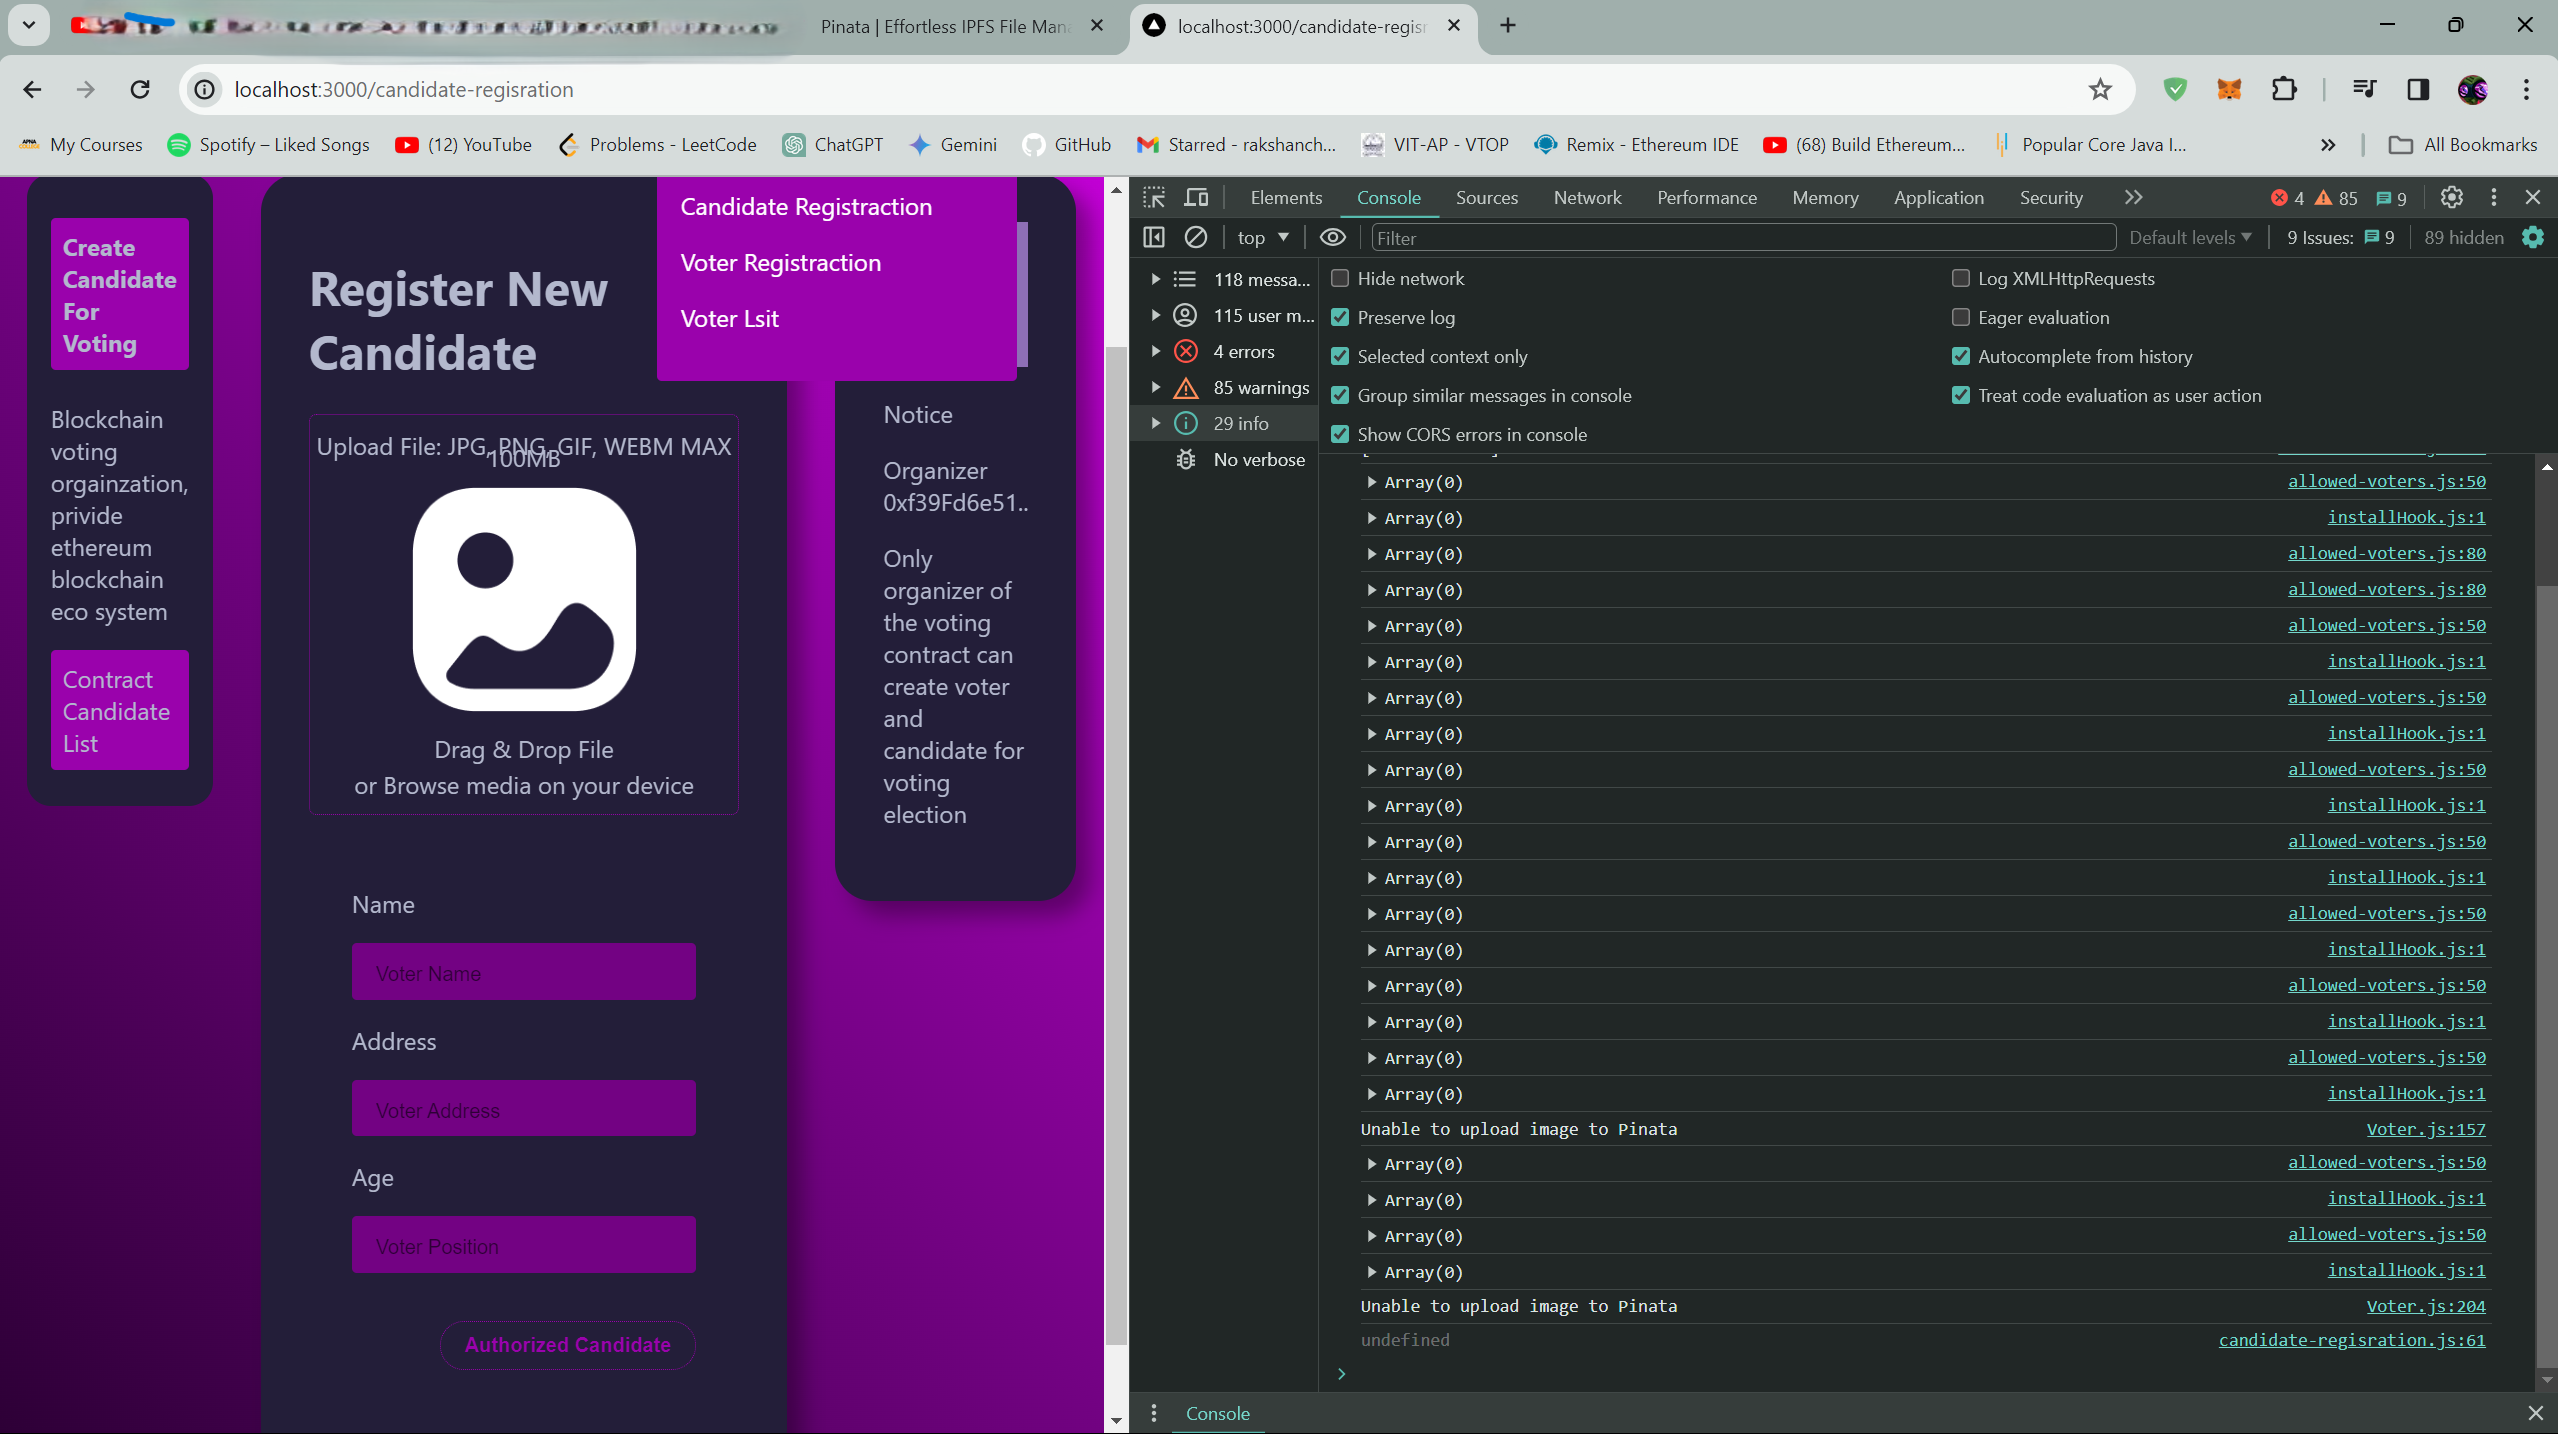 Pinata | Effortless IPFS File Mana
localhost:3000/candidate-regisr
localhost:3000/candidate-regisration
My Courses
Spotify – Liked Songs
(12) YouTube
Problems - LeetCode
ChatGPT
Gemini
GitHub
Starred - rakshanch...
VIT-AP - VTOP
Remix - Ethereum IDE
(68) Build Ethereum...
Popular Core Java I...
All Bookmarks
Create
Candidate
For
Voting
Blockchain
voting
orgainzation,
privide
ethereum
blockchain
eco system
Contract
Candidate
List
Register New
Candidate
Candidate Registraction
Voter Registraction
Voter Lsit
Upload File: JPG, PNG, GIF, WEBM MAX
100MB
Drag & Drop File
or Browse media on your device
Name
Voter Name
Address
Voter Address
Age
Voter Position
Authorized Candidate
Notice
Organizer
0xf39Fd6e51..
Only
organizer of
the voting
contract can
create voter
and
candidate for
voting
election
Elements Console Sources Network Performance Memory Application Security 4 85 9
top Filter Default levels 9 Issues: 9 89 hidden
118 messa...
115 user m...
4 errors
85 warnings
29 info
No verbose
Hide network Log XMLHttpRequests
Preserve log Eager evaluation
Selected context only Autocomplete from history
Group similar messages in console Treat code evaluation as user action
Show CORS errors in console
Array(0) allowed-voters.js:50
Array(0) installHook.js:1
Array(0) allowed-voters.js:80
Array(0) allowed-voters.js:80
Array(0) allowed-voters.js:50
Array(0) installHook.js:1
Array(0) allowed-voters.js:50
Array(0) installHook.js:1
Array(0) allowed-voters.js:50
Array(0) installHook.js:1
Array(0) allowed-voters.js:50
Array(0) installHook.js:1
Array(0) allowed-voters.js:50
Array(0) installHook.js:1
Array(0) allowed-voters.js:50
Array(0) installHook.js:1
Array(0) allowed-voters.js:50
Array(0) installHook.js:1
Unable to upload image to Pinata Voter.js:157
Array(0) allowed-voters.js:50
Array(0) installHook.js:1
Array(0) allowed-voters.js:50
Array(0) installHook.js:1
Unable to upload image to Pinata Voter.js:204
undefined candidate-regisration.js:61
Console